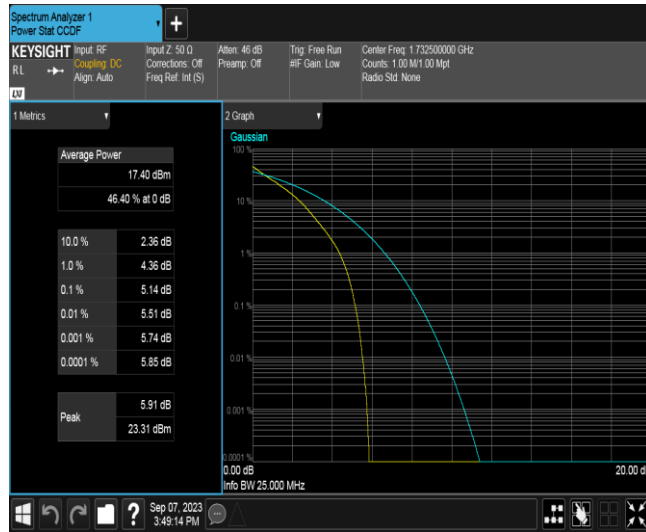 Spectrum Analyzer 1
Power Stat CCDF
KEYSIGHT
RL
LXI
Input: RF
Coupling: DC
Align: Auto
Input Z: 50 Ω
Corrections: Off
Freq Ref: Int (S)
Atten: 46 dB
Preamp: Off
Trig: Free Run
#IF Gain: Low
Center Freq: 1.732500000 GHz
Counts: 1.00 M/1.00 Mpt
Radio Std: None
1 Metrics
Average Power
17.40 dBm
46.40 % at 0 dB
10.0 % 2.36 dB
1.0 % 4.36 dB
0.1 % 5.14 dB
0.01 % 5.51 dB
0.001 % 5.74 dB
0.0001 % 5.85 dB
Peak
5.91 dB
23.31 dBm
2 Graph
Gaussian
100 %
10 %
1 %
0.1 %
0.01 %
0.001 %
0.0001 %
0.00 dB
20.00 d
Info BW 25.000 MHz
?
Sep 07, 2023
3:49:14 PM